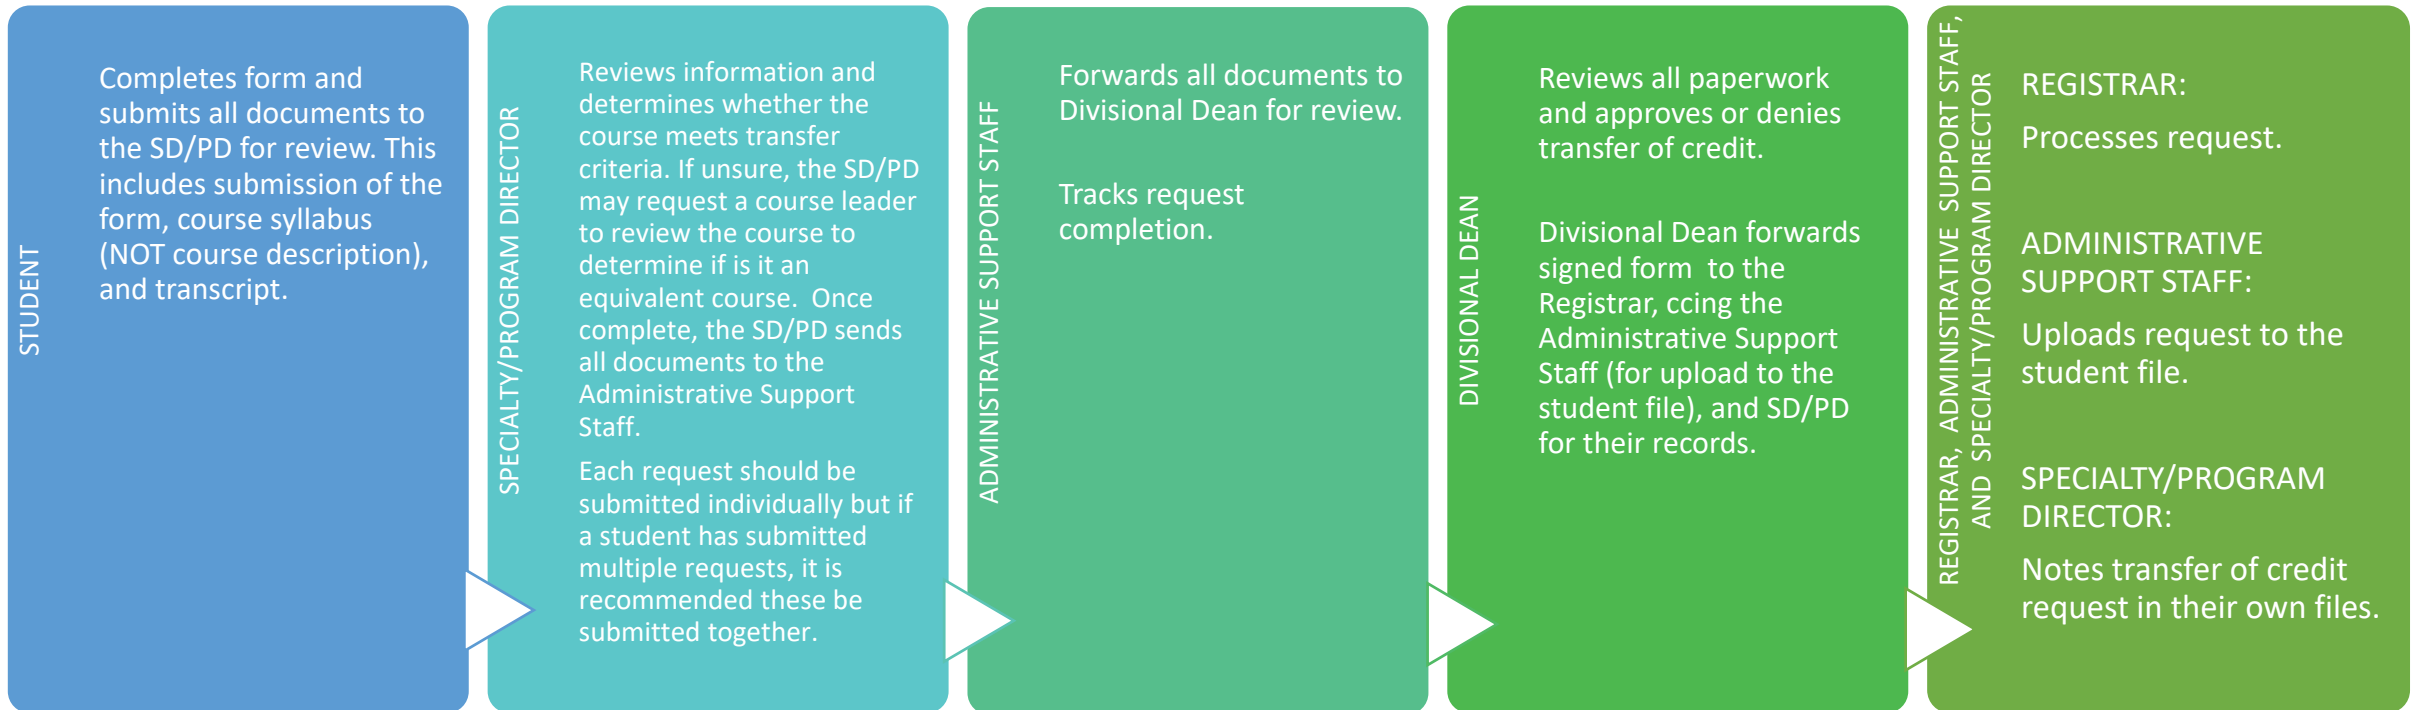 STUDENT
Completes form and
submits all documents to
the SD/PD for review. This
includes submission of the
form, course syllabus
(NOT course description),
and transcript.
SPECIALTY/PROGRAM DIRECTOR
Reviews information and
determines whether the
course meets transfer
criteria. If unsure, the SD/PD
may request a course leader
to review the course to
determine if is it an
equivalent course.  Once
complete, the SD/PD sends
all documents to the
Administrative Support
Staff.
Each request should be
submitted individually but if
a student has submitted
multiple requests, it is
recommended these be
submitted together.
ADMINISTRATIVE SUPPORT STAFF
Forwards all documents to
Divisional Dean for review.
Tracks request
completion.
DIVISIONAL DEAN
Reviews all paperwork
and approves or denies
transfer of credit.
Divisional Dean forwards
signed form  to the
Registrar, ccing the
Administrative Support
Staff (for upload to the
student file), and SD/PD
for their records.
REGISTRAR, ADMINISTRATIVE SUPPORT STAFF,
AND SPECIALTY/PROGRAM DIRECTOR
REGISTRAR:
Processes request.
ADMINISTRATIVE
SUPPORT STAFF:
Uploads request to the
student file.
SPECIALTY/PROGRAM
DIRECTOR:
Notes transfer of credit
request in their own files.